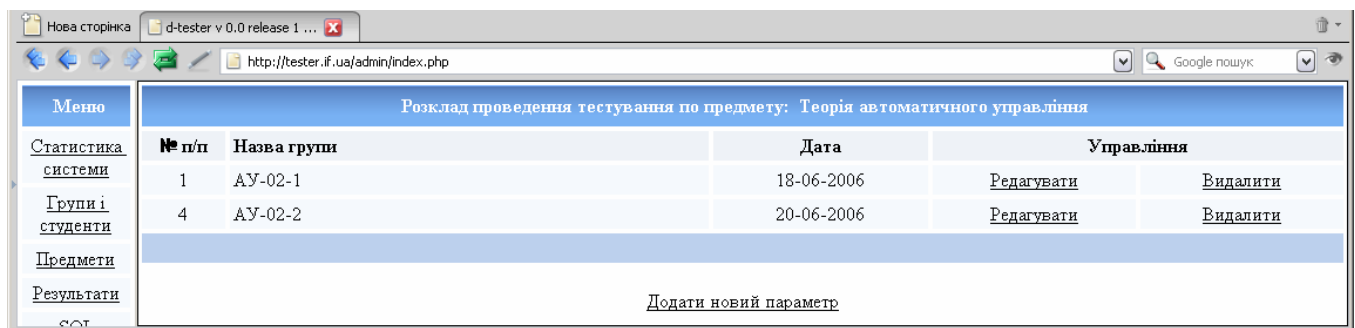 Нова сторінка
d-tester v 0.0 release 1 ...
http://tester.if.ua/admin/index.php
Google пошук
Меню
Статистика
системи
Групи і
студенти
Предмети
Результати
SQL
Розклад проведення тестування по предмету: Теорія автоматичного управління
№ п/п Назва групи Дата Управління
1 АУ-02-1 18-06-2006 Редагувати Видалити
4 АУ-02-2 20-06-2006 Редагувати Видалити
Додати новий параметр